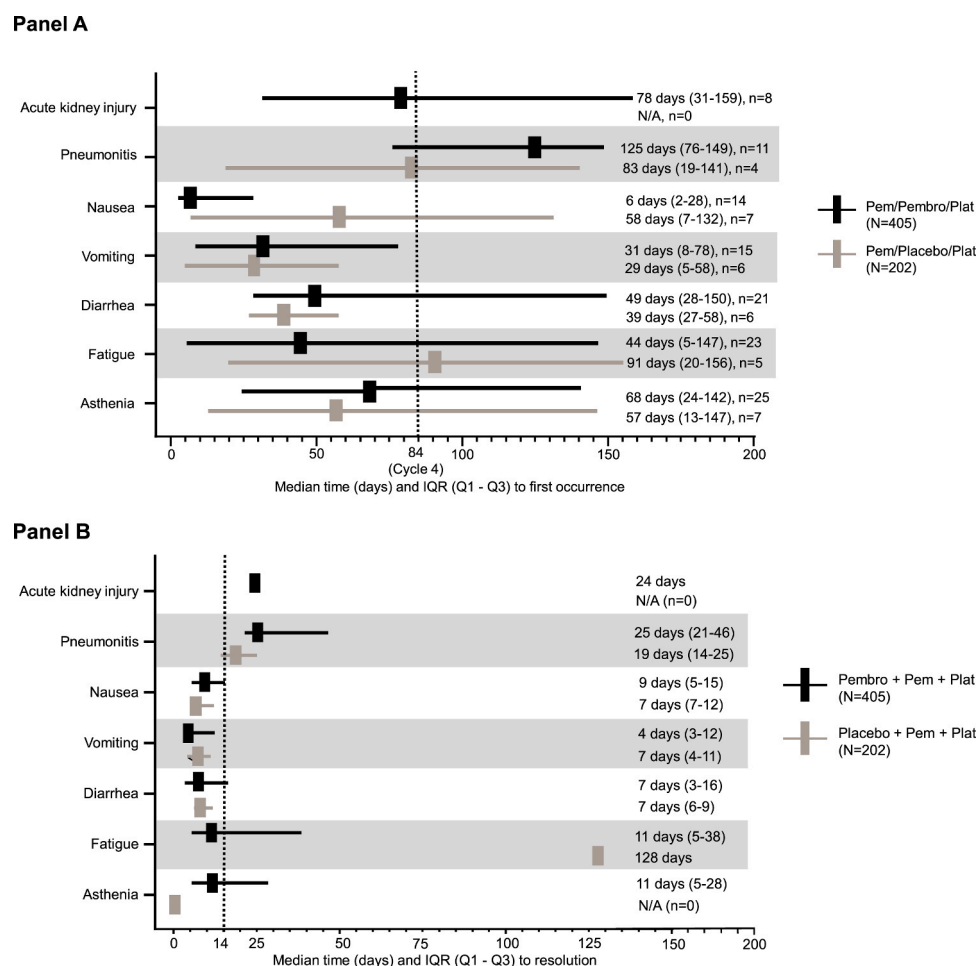 Panel A
Acute kidney injury
78 days (31-159), n=8
N/A, n=0
Pneumonitis
125 days (76-149), n=11
83 days (19-141), n=4
Nausea
6 days (2-28), n=14
58 days (7-132), n=7
Vomiting
31 days (8-78), n=15
29 days (5-58), n=6
Diarrhea
49 days (28-150), n=21
39 days (27-58), n=6
Fatigue
44 days (5-147), n=23
91 days (20-156), n=5
Asthenia
68 days (24-142), n=25
57 days (13-147), n=7
Pem/Pembro/Plat
(N=405)
Pem/Placebo/Plat
(N=202)
0 50 84 100 150 200
(Cycle 4)
Median time (days) and IQR (Q1 - Q3) to first occurrence
Panel B
Acute kidney injury
24 days
N/A (n=0)
Pneumonitis
25 days (21-46)
19 days (14-25)
Nausea
9 days (5-15)
7 days (7-12)
Vomiting
4 days (3-12)
7 days (4-11)
Diarrhea
7 days (3-16)
7 days (6-9)
Fatigue
11 days (5-38)
128 days
Asthenia
11 days (5-28)
N/A (n=0)
Pembro + Pem + Plat
(N=405)
Placebo + Pem + Plat
(N=202)
0 14 25 50 75 100 125 150 200
Median time (days) and IQR (Q1 - Q3) to resolution